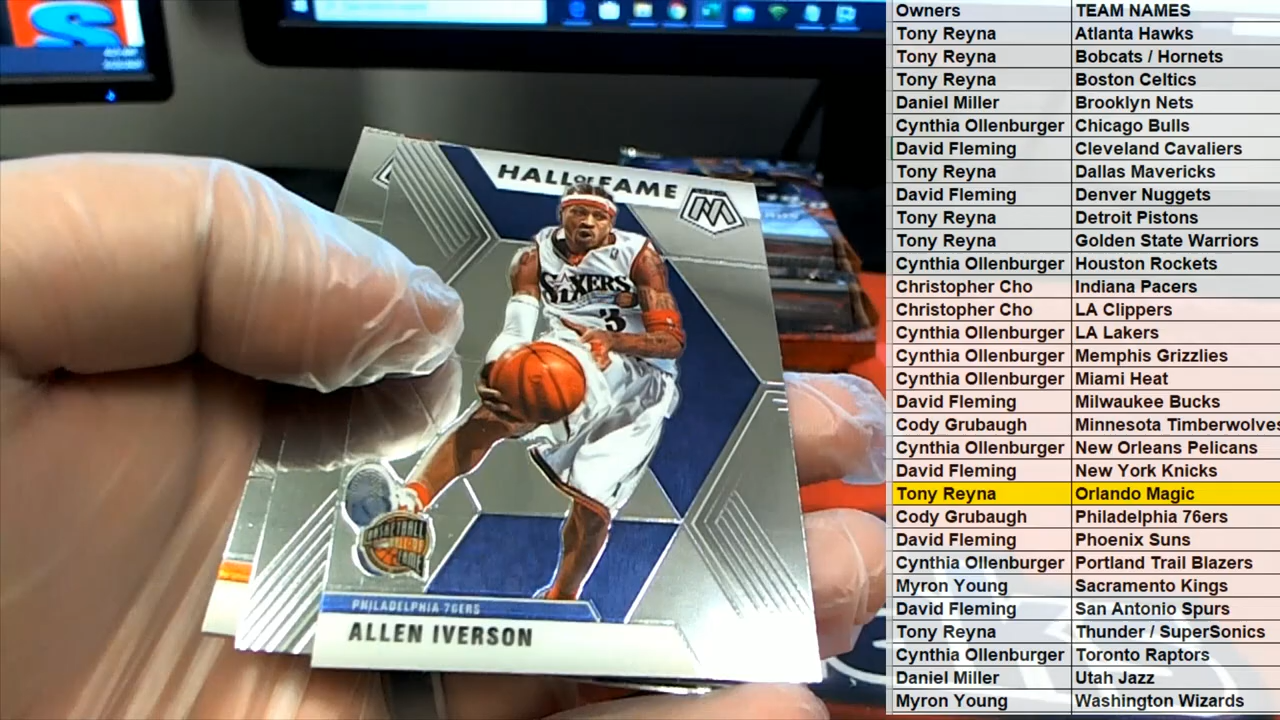 HALL OF FAME
MOSAIC
SIXERS
3
PHILADELPHIA 76ERS
ALLEN IVERSON
Owners TEAM NAMES
Tony Reyna Atlanta Hawks
Tony Reyna Bobcats / Hornets
Tony Reyna Boston Celtics
Daniel Miller Brooklyn Nets
Cynthia Ollenburger Chicago Bulls
David Fleming Cleveland Cavaliers
Tony Reyna Dallas Mavericks
David Fleming Denver Nuggets
Tony Reyna Detroit Pistons
Tony Reyna Golden State Warriors
Cynthia Ollenburger Houston Rockets
Christopher Cho Indiana Pacers
Christopher Cho LA Clippers
Cynthia Ollenburger LA Lakers
Cynthia Ollenburger Memphis Grizzlies
Cynthia Ollenburger Miami Heat
David Fleming Milwaukee Bucks
Cody Grubaugh Minnesota Timberwolves
Cynthia Ollenburger New Orleans Pelicans
David Fleming New York Knicks
Tony Reyna Orlando Magic
Cody Grubaugh Philadelphia 76ers
David Fleming Phoenix Suns
Cynthia Ollenburger Portland Trail Blazers
Myron Young Sacramento Kings
David Fleming San Antonio Spurs
Tony Reyna Thunder / SuperSonics
Cynthia Ollenburger Toronto Raptors
Daniel Miller Utah Jazz
Myron Young Washington Wizards